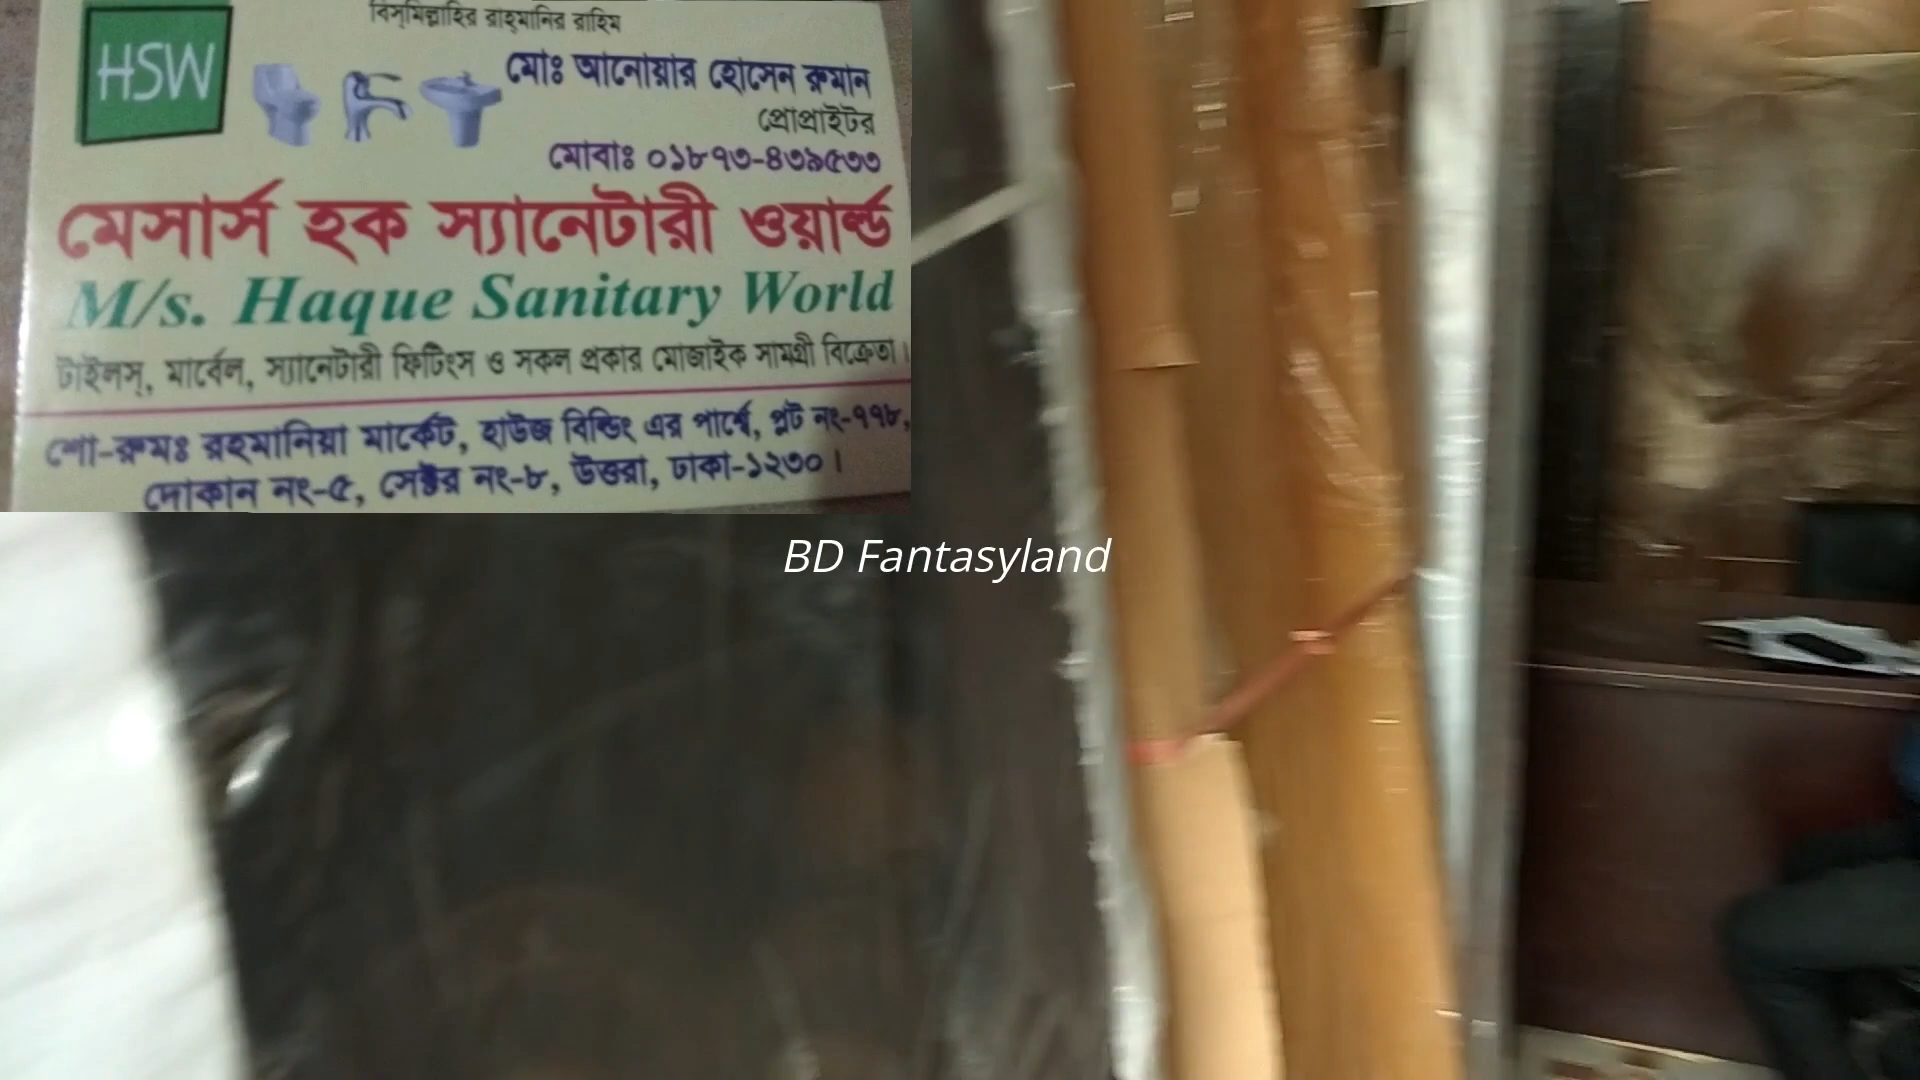 বিস্‌মিল্লাহির রাহ্‌মানির রাহিম
HSW
মোঃ আনোয়ার হোসেন রুমান
প্রোপ্রাইটর
মোবাঃ ০১৮৭৩-৪৩৯৫৩৩
মেসার্স হক স্যানেটারী ওয়ার্ল্ড
M/s. Haque Sanitary World
টাইলস্, মার্বেল, স্যানেটারী ফিটিংস ও সকল প্রকার মোজাইক সামগ্রী বিক্রেতা।
শো-রুমঃ রহমানিয়া মার্কেট, হাউজ বিল্ডিং এর পার্শ্বে, প্লট নং-৭৭৮,
দোকান নং-৫, সেক্টর নং-৮, উত্তরা, ঢাকা-১২৩০।
BD Fantasyland